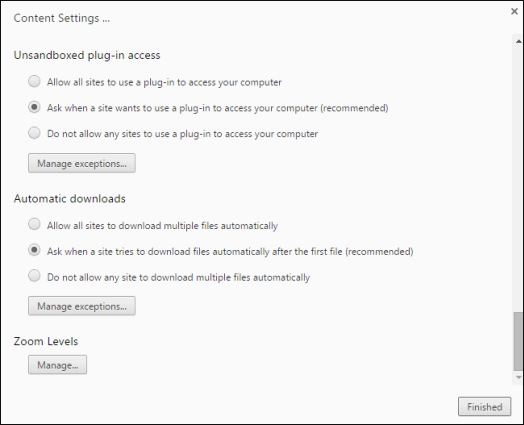 Content Settings ...
Unsandboxed plug-in access
Allow all sites to use a plug-in to access your computer
Ask when a site wants to use a plug-in to access your computer (recommended)
Do not allow any sites to use a plug-in to access your computer
Manage exceptions...
Automatic downloads
Allow all sites to download multiple files automatically
Ask when a site tries to download files automatically after the first file (recommended)
Do not allow any site to download multiple files automatically
Manage exceptions...
Zoom Levels
Manage...
Finished